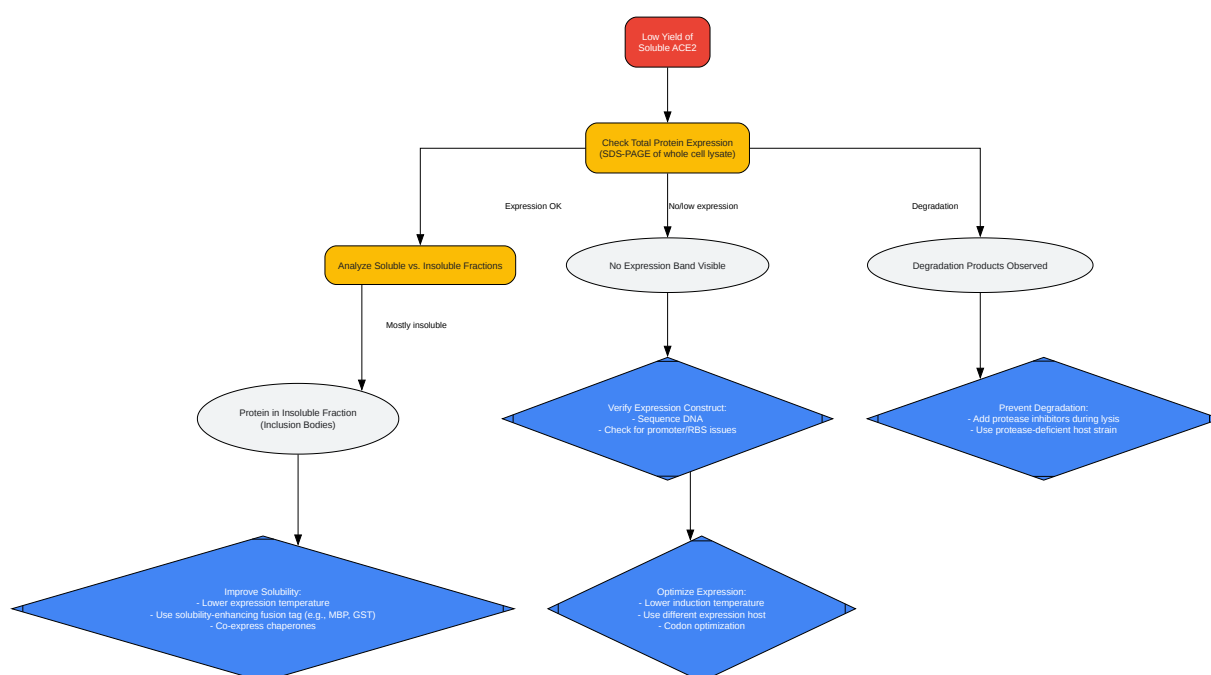 Low Yield of
Soluble ACE2
Check Total Protein Expression
(SDS-PAGE of whole cell lysate)
Expression OK
No/low expression
Degradation
Analyze Soluble vs. Insoluble Fractions
No Expression Band Visible
Degradation Products Observed
Mostly insoluble
Protein in Insoluble Fraction
(Inclusion Bodies)
Verify Expression Construct:
- Sequence DNA
- Check for promoter/RBS issues
Prevent Degradation:
- Add protease inhibitors during lysis
- Use protease-deficient host strain
Improve Solubility:
- Lower expression temperature
- Use solubility-enhancing fusion tag (e.g., MBP, GST)
- Co-express chaperones
Optimize Expression:
- Lower induction temperature
- Use different expression host
- Codon optimization